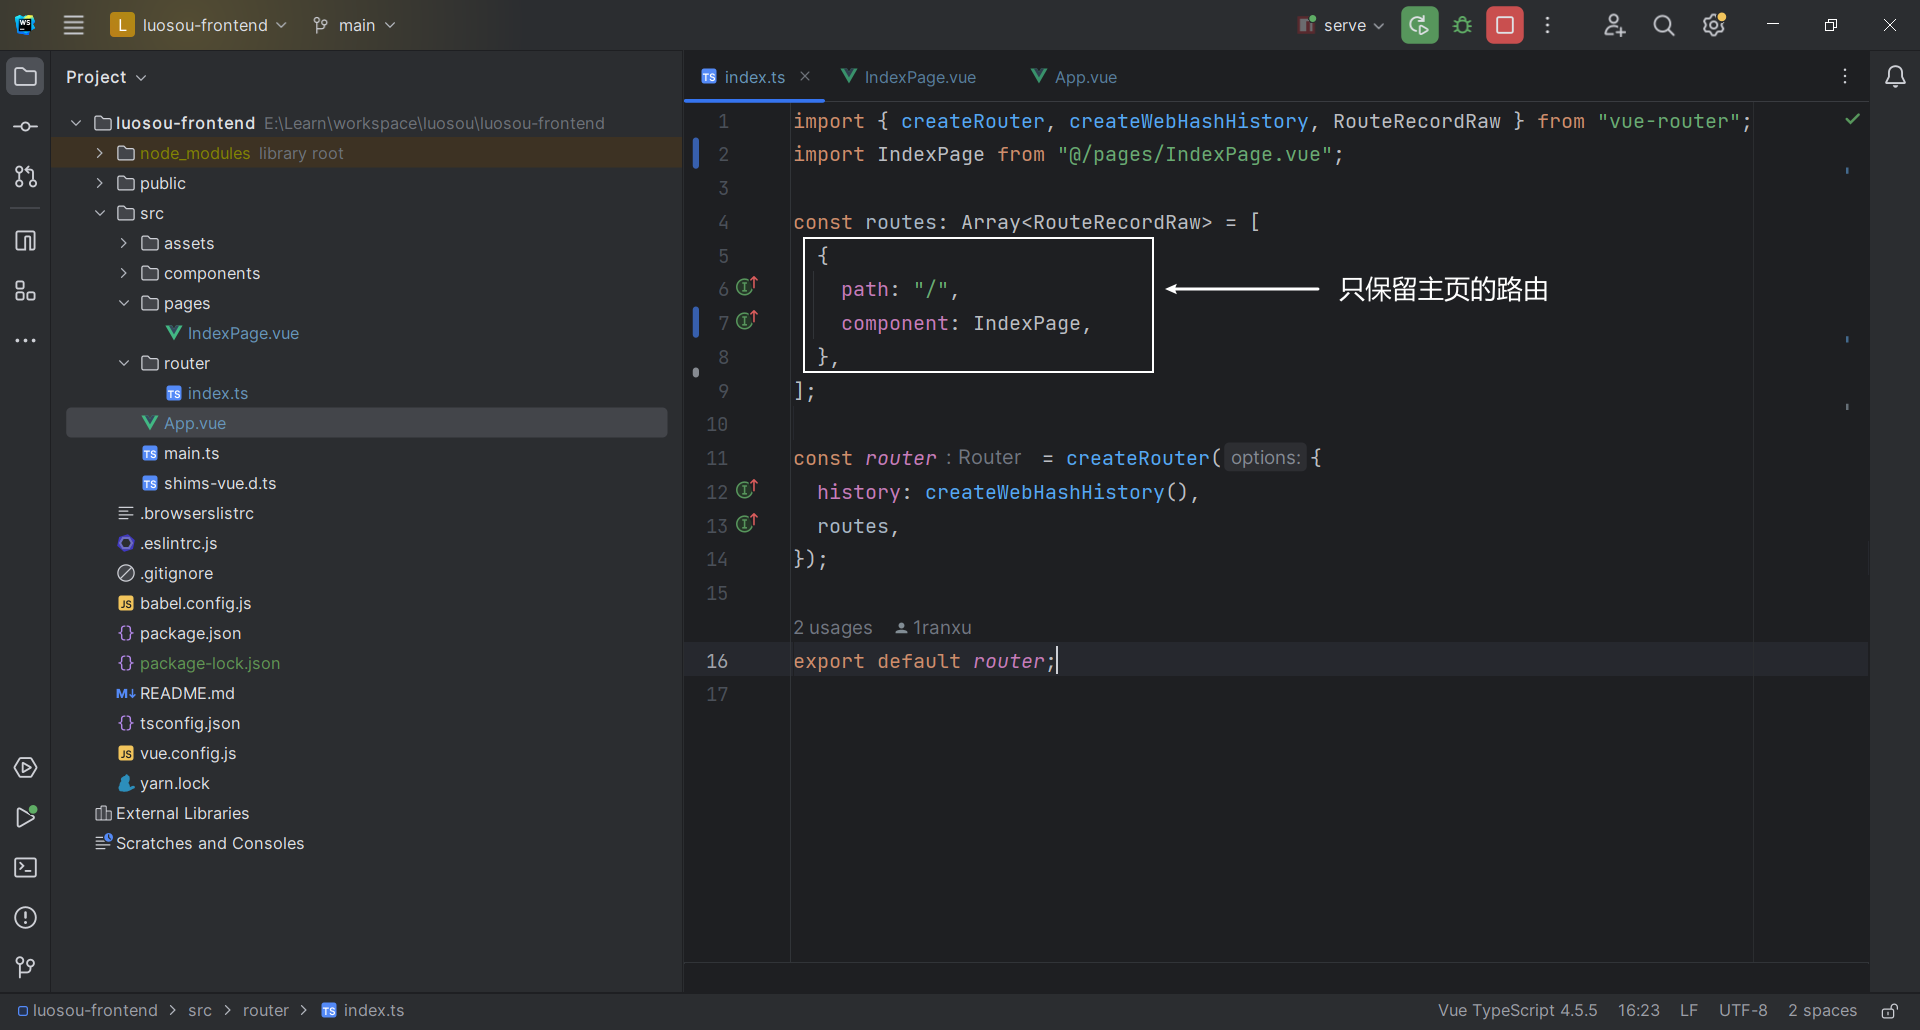 L luosou-frontend main serve
Project
luosou-frontend E:\Learn\workspace\luosou\luosou-frontend
node_modules library root
public
src
assets
components
pages
IndexPage.vue
router
index.ts
App.vue
main.ts
shims-vue.d.ts
.browserslistrc
.eslintrc.js
.gitignore
babel.config.js
package.json
package-lock.json
README.md
tsconfig.json
vue.config.js
yarn.lock
External Libraries
Scratches and Consoles
index.ts IndexPage.vue App.vue
1 import { createRouter, createWebHashHistory, RouteRecordRaw } from "vue-router";
2 import IndexPage from "@/pages/IndexPage.vue";
3
4 const routes: Array<RouteRecordRaw> = [
5 {
6 path: "/",
只保留主页的路由
7 component: IndexPage,
8 },
9 ];
10
11 const router : Router = createRouter( options: {
12 history: createWebHashHistory(),
13 routes,
14 });
15
2 usages 1ranxu
16 export default router;
17
luosou-frontend > src > router > index.ts
Vue TypeScript 4.5.5 16:23 LF UTF-8 2 spaces